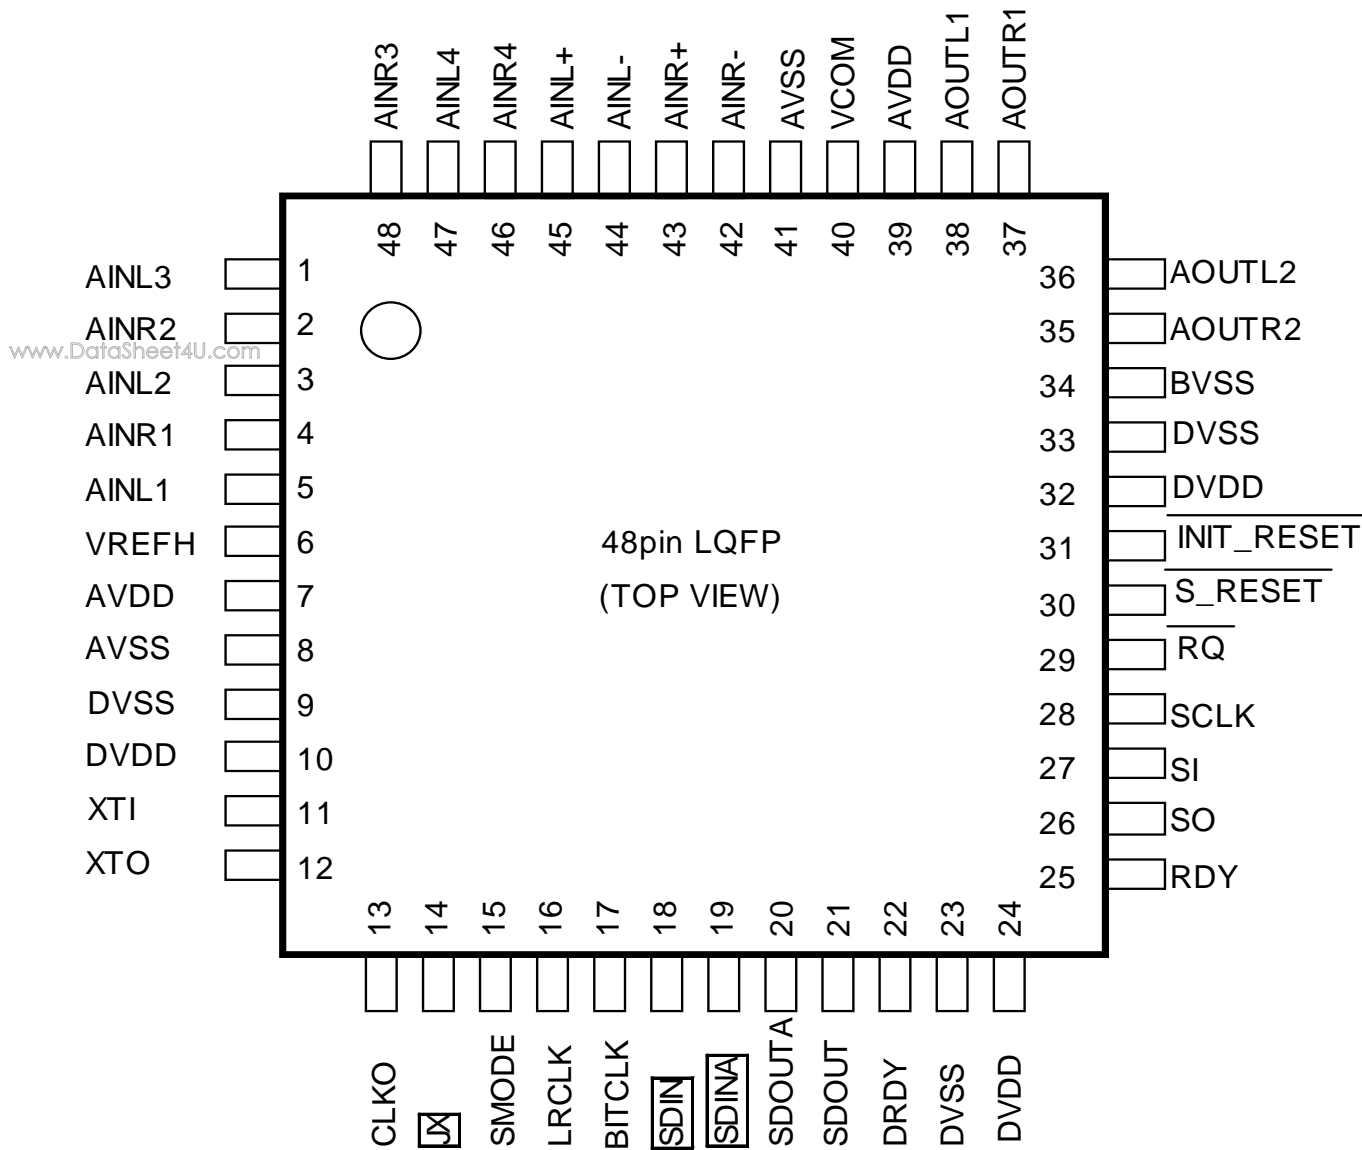 AINR3
AINL4
AINR4
AINL+
AINL-
AINR+
AINR-
AVSS
VCOM
AVDD
AOUTL1
AOUTR1
48
47
46
45
44
43
42
41
40
39
38
37
AINL3 1
AINR2 2
www.DataSheet4U.com
AINL2 3
AINR1 4
AINL1 5
VREFH 6
AVDD 7
AVSS 8
DVSS 9
DVDD 10
XTI 11
XTO 12
48pin LQFP
(TOP VIEW)
36 AOUTL2
35 AOUTR2
34 BVSS
33 DVSS
32 DVDD
31 INIT_RESET
30 S_RESET
29 RQ
28 SCLK
27 SI
26 SO
25 RDY
13
14
15
16
17
18
19
20
21
22
23
24
CLKO
JX
SMODE
LRCLK
BITCLK
SDIN
SDINA
SDOUTA
SDOUT
DRDY
DVSS
DVDD